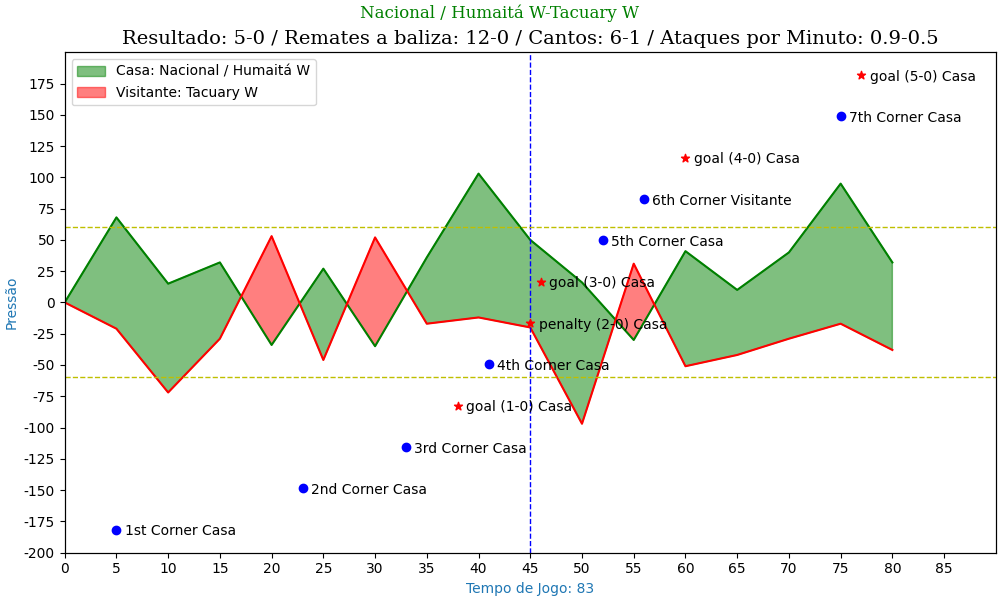 Nacional / Humaitá W-Tacuary W
Resultado: 5-0 / Remates a baliza: 12-0 / Cantos: 6-1 / Ataques por Minuto: 0.9-0.5
Casa: Nacional / Humaitá W
Visitante: Tacuary W
goal (5-0) Casa
7th Corner Casa
goal (4-0) Casa
6th Corner Visitante
5th Corner Casa
goal (3-0) Casa
penalty (2-0) Casa
4th Corner Casa
goal (1-0) Casa
3rd Corner Casa
2nd Corner Casa
1st Corner Casa
Pressão
175
150
125
100
75
50
25
0
-25
-50
-75
-100
-125
-150
-175
-200
0 5 10 15 20 25 30 35 40 45 50 55 60 65 70 75 80 85
Tempo de Jogo: 83